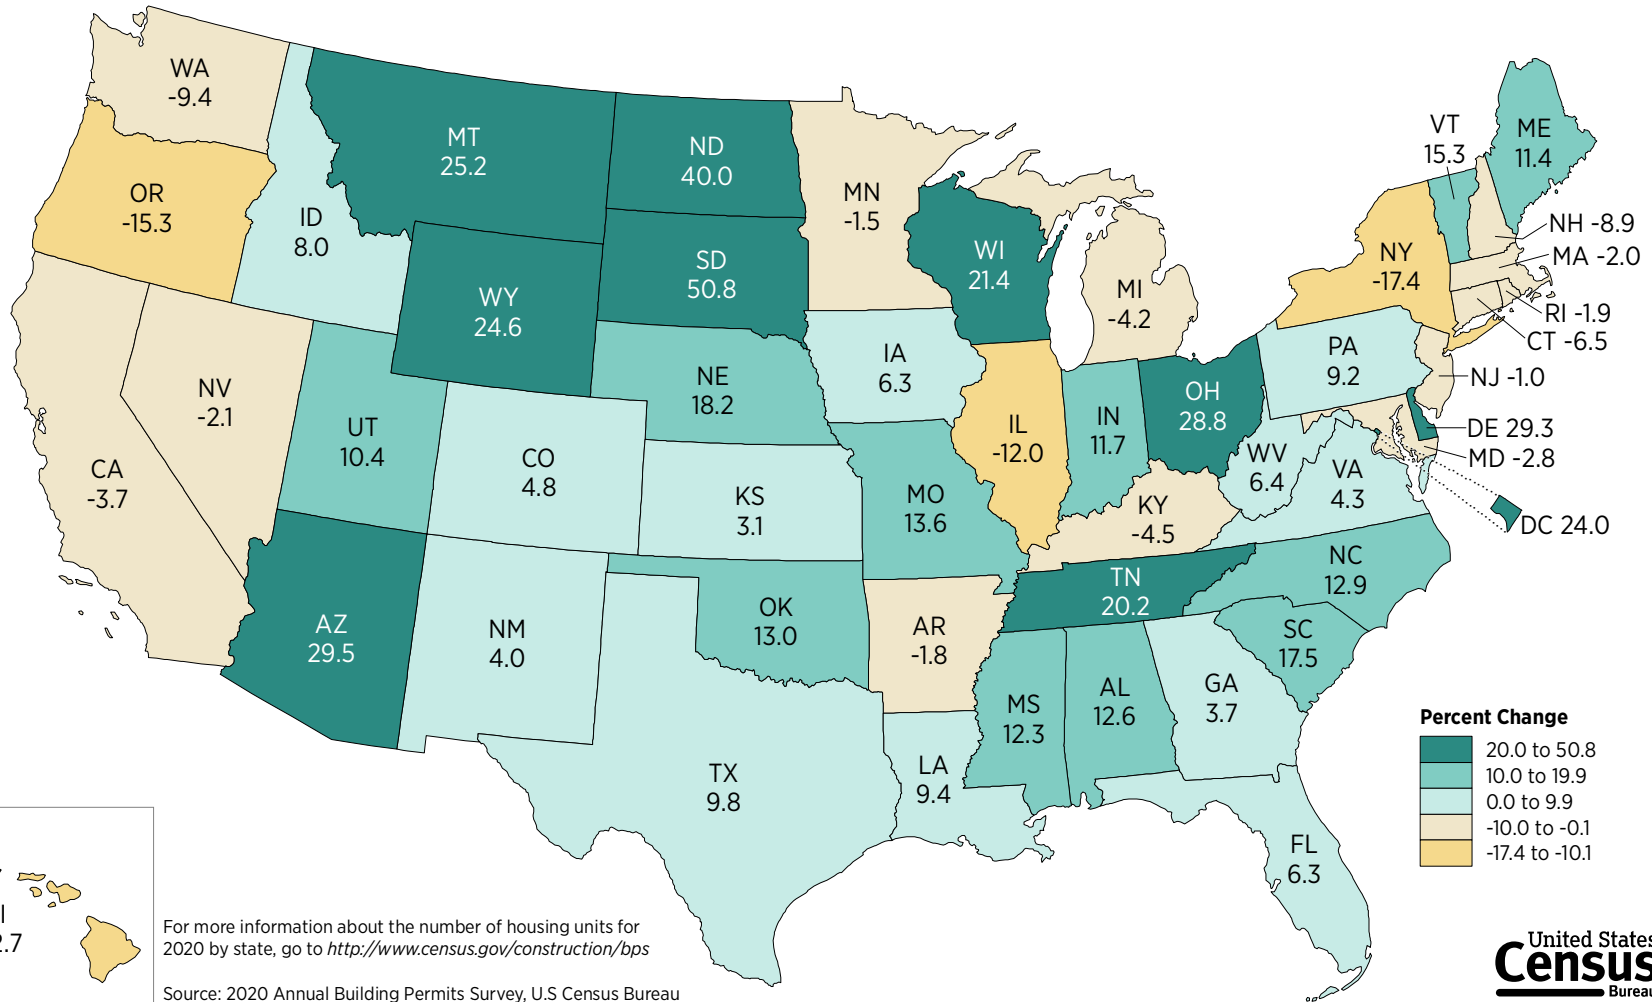 WA
-9.4
MT
25.2
ND
40.0
MN
-1.5
VT
15.3
ME
11.4
OR
-15.3
ID
8.0
WI
21.4
NY
-17.4
NH -8.9
MA -2.0
SD
50.8
WY
24.6
MI
-4.2
RI -1.9
CT -6.5
IA
6.3
PA
9.2
NJ -1.0
NV
-2.1
NE
18.2
OH
28.8
IN
11.7
IL
-12.0
DE 29.3
MD -2.8
UT
10.4
CA
-3.7
CO
4.8
KS
3.1
MO
13.6
WV
6.4
VA
4.3
KY
-4.5
DC 24.0
NC
12.9
AZ
29.5
NM
4.0
OK
13.0
AR
-1.8
TN
20.2
SC
17.5
MS
12.3
AL
12.6
GA
3.7
TX
9.8
LA
9.4
FL
6.3
Percent Change
20.0 to 50.8
10.0 to 19.9
0.0 to 9.9
-10.0 to -0.1
-17.4 to -10.1
I
2.7
For more information about the number of housing units for
2020 by state, go to http://www.census.gov/construction/bps
Source: 2020 Annual Building Permits Survey, U.S Census Bureau
United States
Census
Bureau